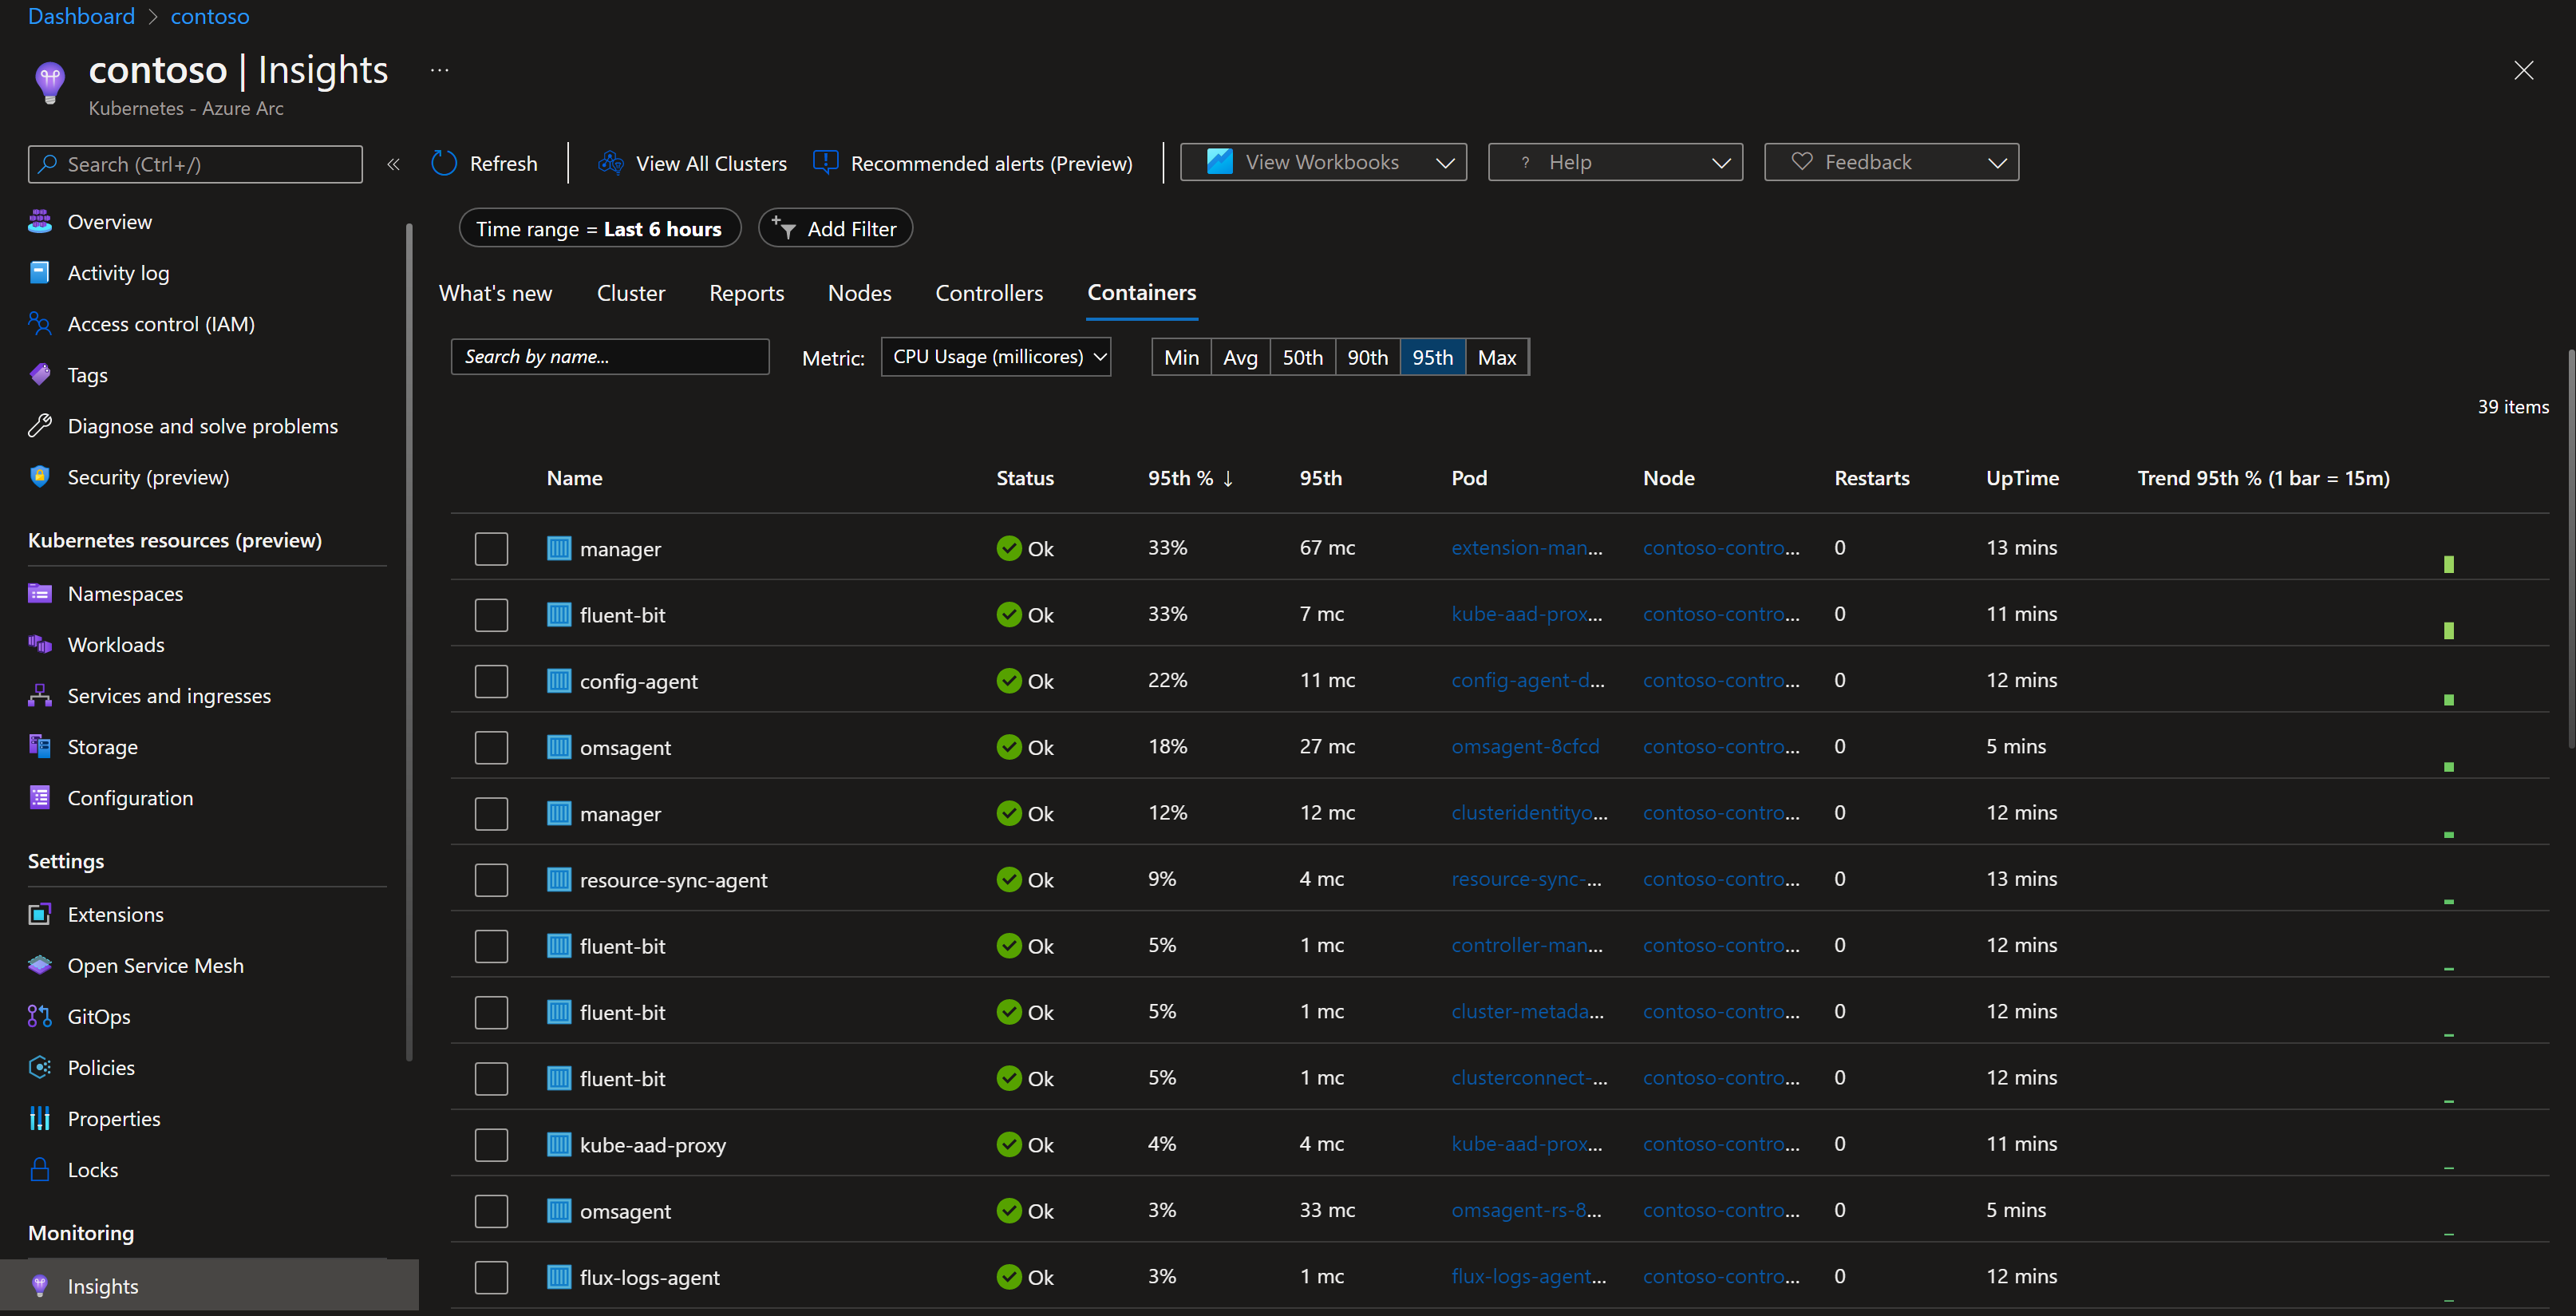 Dashboard > contoso
contoso | Insights ...
Kubernetes - Azure Arc
Search (Ctrl+/) « Refresh View All Clusters Recommended alerts (Preview) View Workbooks ? Help Feedback
Overview
Activity log
Access control (IAM)
Tags
Diagnose and solve problems
Security (preview)
Kubernetes resources (preview)
Namespaces
Workloads
Services and ingresses
Storage
Configuration
Settings
Extensions
Open Service Mesh
GitOps
Policies
Properties
Locks
Monitoring
Insights
Time range = Last 6 hours Add Filter
What's new Cluster Reports Nodes Controllers Containers
Search by name... Metric: CPU Usage (millicores) Min Avg 50th 90th 95th Max
39 items
Name Status 95th % ↓ 95th Pod Node Restarts UpTime Trend 95th % (1 bar = 15m)
manager Ok 33% 67 mc extension-man... contoso-contro... 0 13 mins
fluent-bit Ok 33% 7 mc kube-aad-prox... contoso-contro... 0 11 mins
config-agent Ok 22% 11 mc config-agent-d... contoso-contro... 0 12 mins
omsagent Ok 18% 27 mc omsagent-8cfcd contoso-contro... 0 5 mins
manager Ok 12% 12 mc clusteridentityo... contoso-contro... 0 12 mins
resource-sync-agent Ok 9% 4 mc resource-sync-... contoso-contro... 0 13 mins
fluent-bit Ok 5% 1 mc controller-man... contoso-contro... 0 12 mins
fluent-bit Ok 5% 1 mc cluster-metada... contoso-contro... 0 12 mins
fluent-bit Ok 5% 1 mc clusterconnect-... contoso-contro... 0 12 mins
kube-aad-proxy Ok 4% 4 mc kube-aad-prox... contoso-contro... 0 11 mins
omsagent Ok 3% 33 mc omsagent-rs-8... contoso-contro... 0 5 mins
flux-logs-agent Ok 3% 1 mc flux-logs-agent... contoso-contro... 0 12 mins